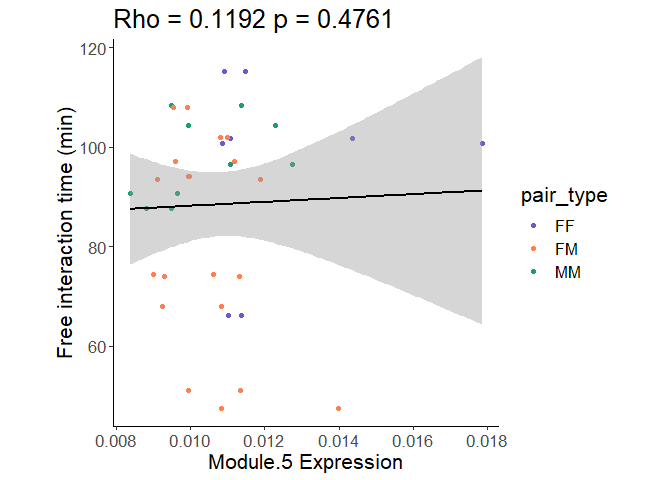 Rho = 0.1192 p = 0.4761
120
100
80
60
Free interaction time (min)
0.008 0.010 0.012 0.014 0.016 0.018
Module.5 Expression
pair_type
FF
FM
MM